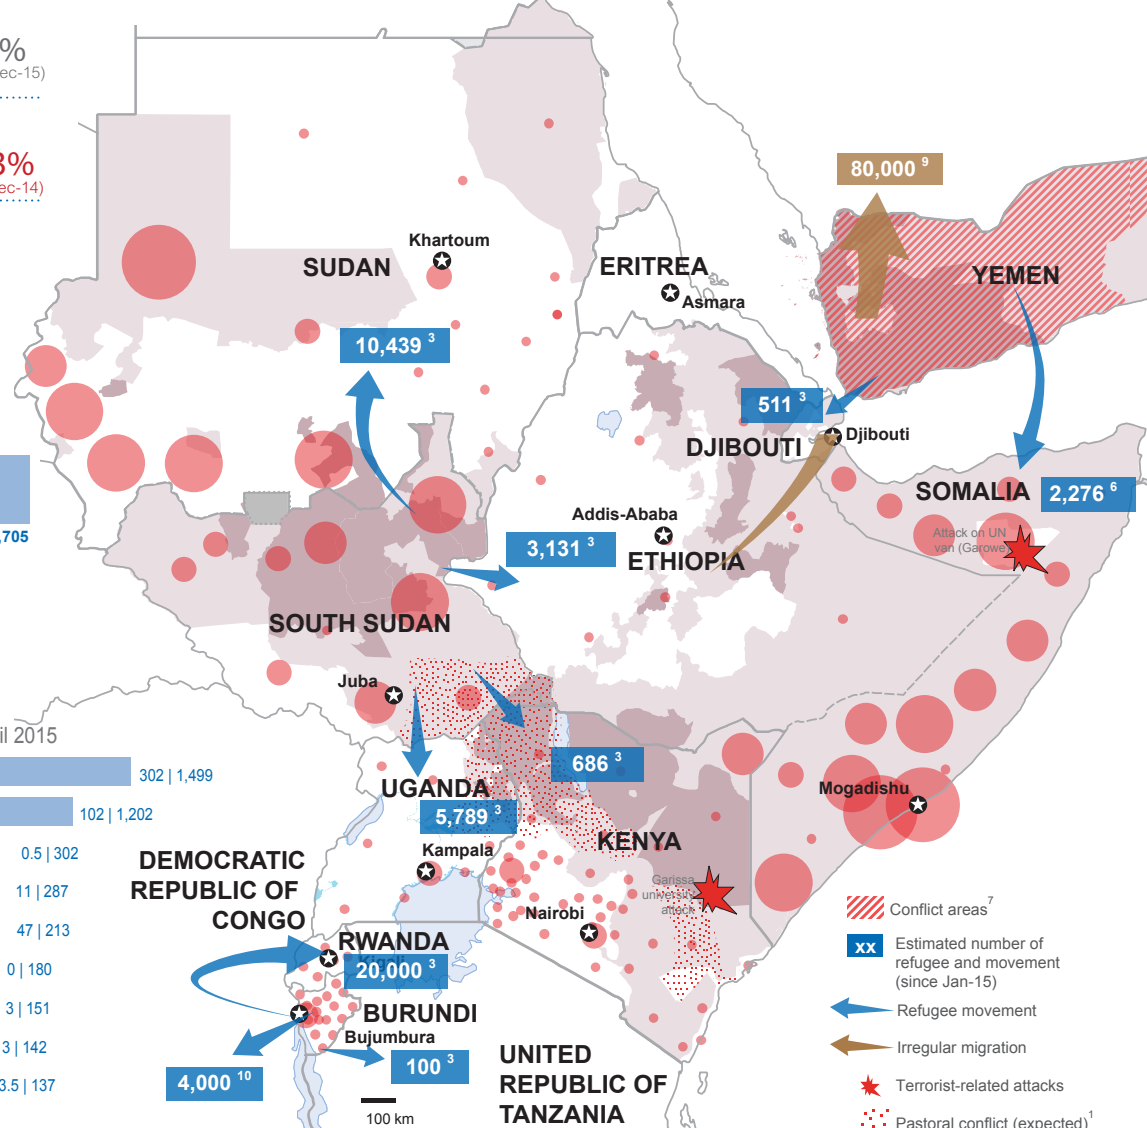 %
ec-15)
3%
ec-14)
80,000 9
Khartoum
SUDAN
ERITREA
Asmara
YEMEN
10,439 3
511 3
DJIBOUTI
Djibouti
SOMALIA
2,276 6
,705
Addis-Ababa
Attack on UN
van (Garowe)
3,131 3
ETHIOPIA
SOUTH SUDAN
Juba
il 2015
302 | 1,499
686 3
UGANDA
Mogadishu
102 | 1,202
5,789 3
KENYA
0.5 | 302
DEMOCRATIC
REPUBLIC OF
CONGO
Kampala
11 | 287
Garissa
university
attack
47 | 213
Nairobi
Conflict areas7
RWANDA
Kigali
20,000 3
0 | 180
xx
Estimated number of
refugee and movement
(since Jan-15)
3 | 151
BURUNDI
Refugee movement
Bujumbura
3 | 142
Irregular migration
UNITED
REPUBLIC OF
TANZANIA
100 3
4,000 10
3.5 | 137
Terrorist-related attacks
100 km
Pastoral conflict (expected)1